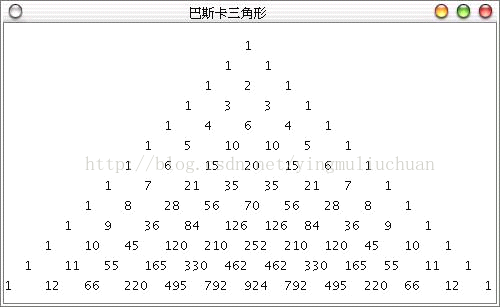 巴斯卡三角形
1
1 1
1 2 1
1 3 3 1
1 4 6 4 1
1 5 10 10 5 1
1 6 15 20 15 6 1
http://blog.csdn.net/yingmuliuchuan
1 7 21 35 35 21 7 1
1 8 28 56 70 56 28 8 1
1 9 36 84 126 126 84 36 9 1
1 10 45 120 210 252 210 120 45 10 1
1 11 55 165 330 462 462 330 165 55 11 1
1 12 66 220 495 792 924 792 495 220 66 12 1